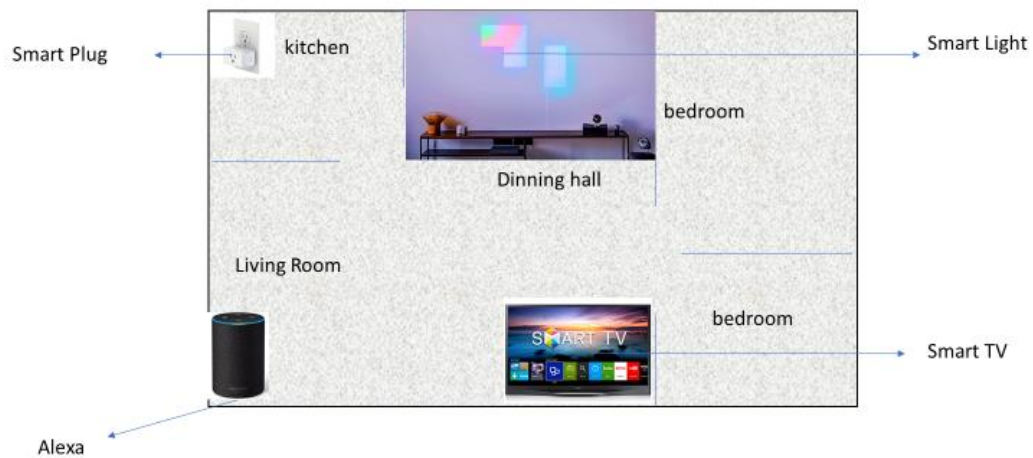 Smart Plug
kitchen
Smart Light
bedroom
Dinning hall
Living Room
SMART TV
bedroom
Smart TV
Alexa